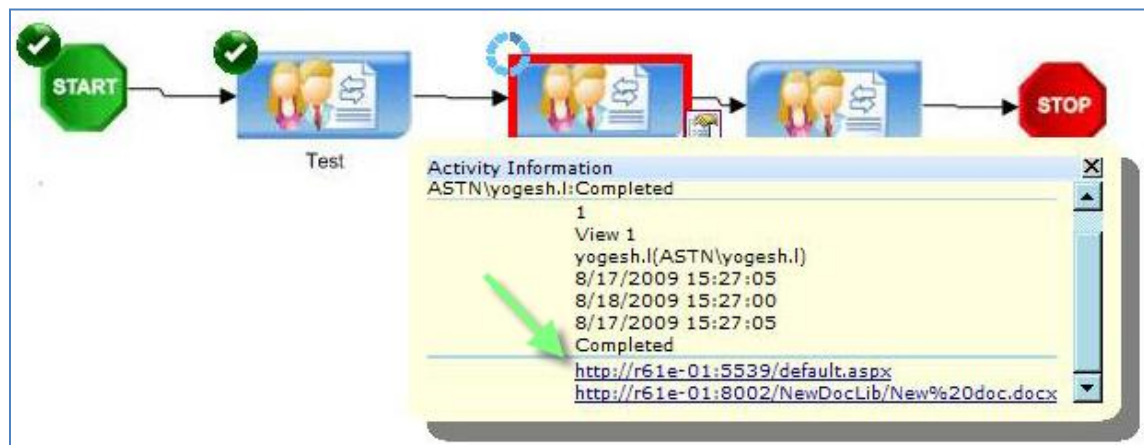 START
STOP
Test
Activity Information
ASTN\yogesh.l:Completed
1
View 1
yogesh.l(ASTN\yogesh.l)
8/17/2009 15:27:05
8/18/2009 15:27:00
8/17/2009 15:27:05
Completed
http://r61e-01:5539/default.aspx
http://r61e-01:8002/NewDocLib/New%20doc.docx